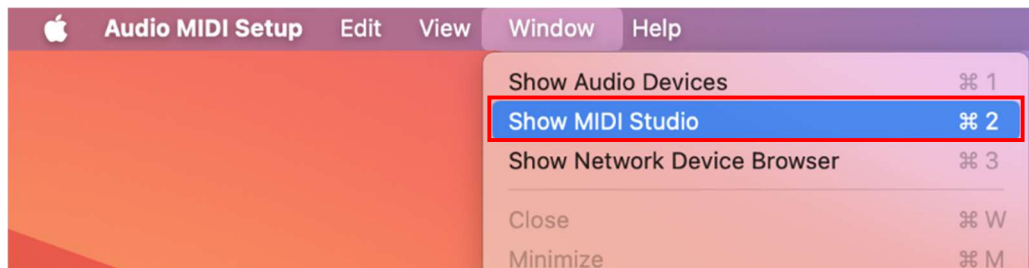 Audio MIDI Setup Edit View Window Help
Show Audio Devices ⌘ 1
Show MIDI Studio ⌘ 2
Show Network Device Browser ⌘ 3
Close ⌘ W
Minimize ⌘ M